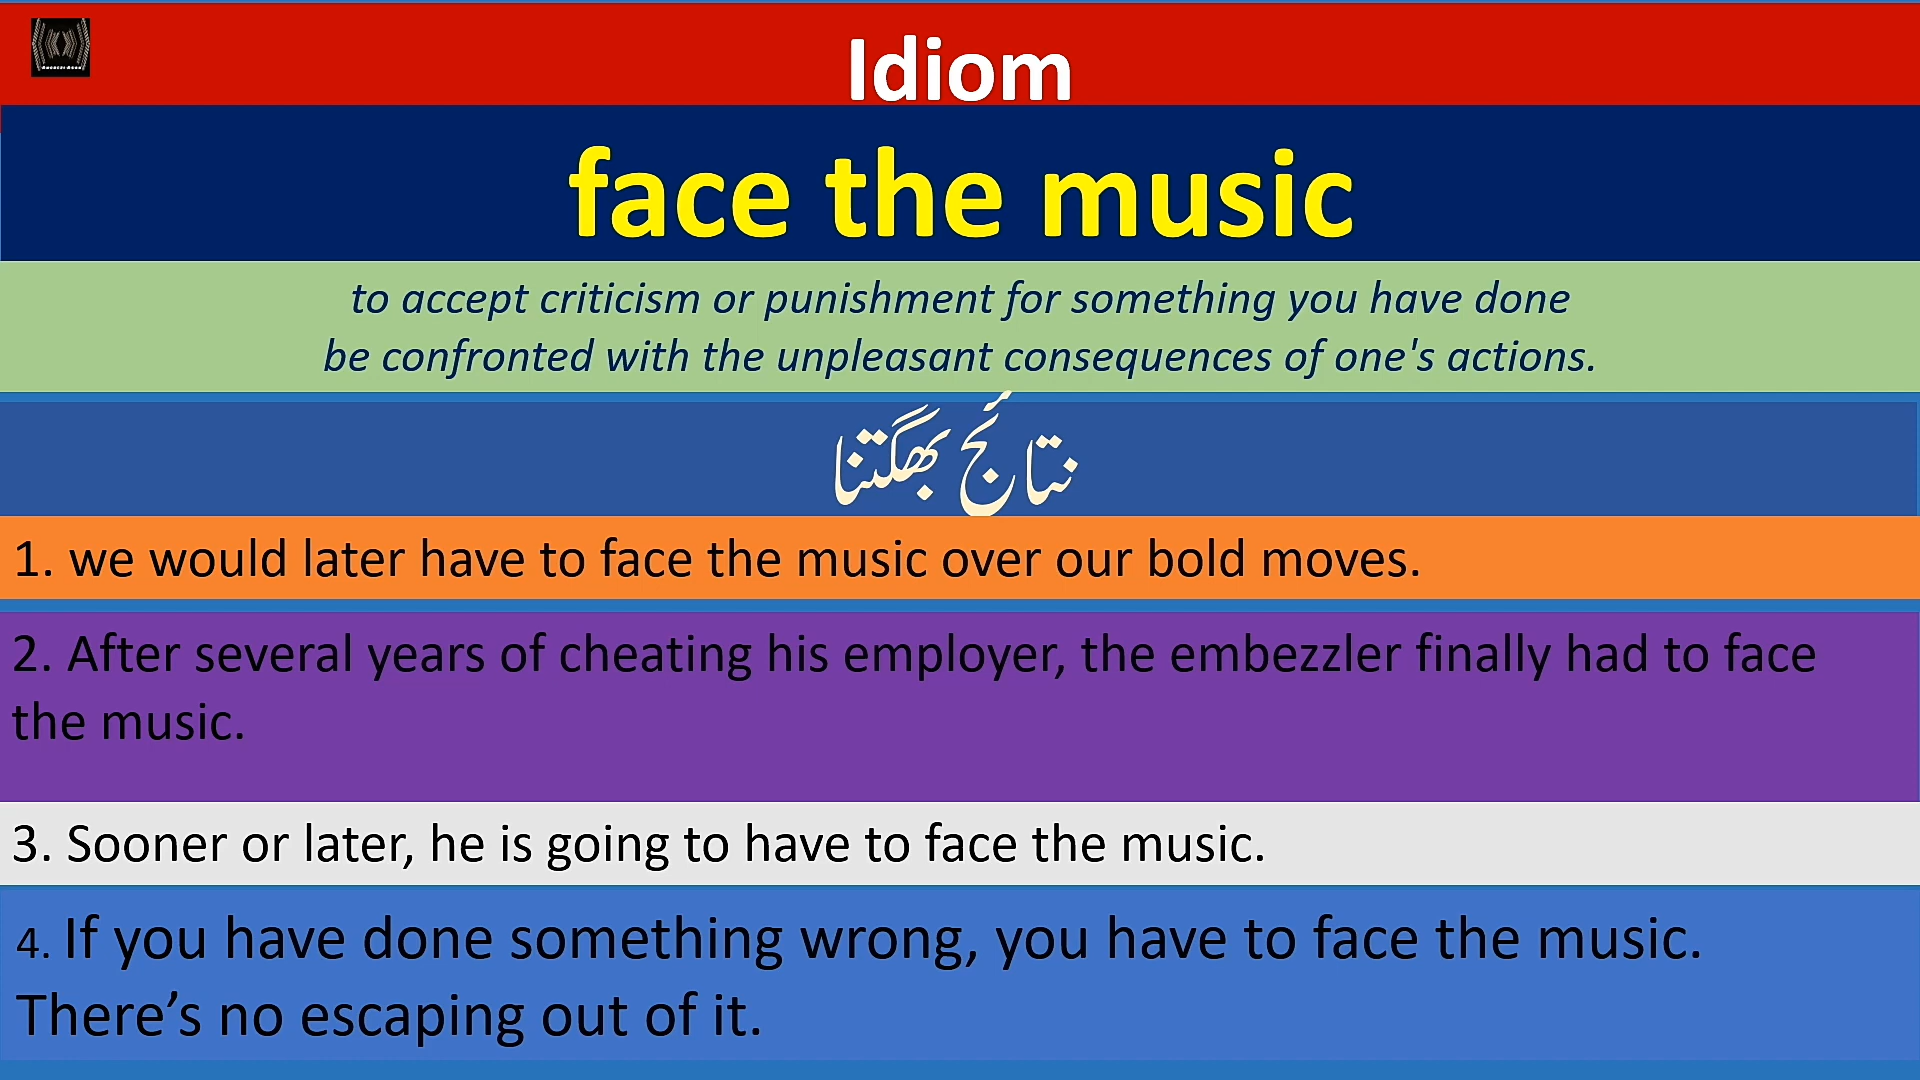 Idiom
face the music
to accept criticism or punishment for something you have done
be confronted with the unpleasant consequences of one's actions.
نتائج بھگتنا
1. we would later have to face the music over our bold moves.
2. After several years of cheating his employer, the embezzler finally had to face
the music.
3. Sooner or later, he is going to have to face the music.
4. If you have done something wrong, you have to face the music.
There’s no escaping out of it.